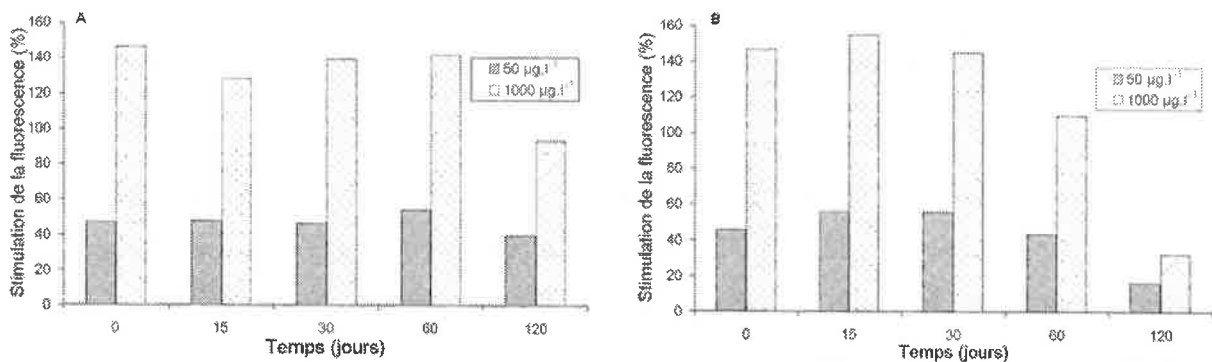 A
Stimulation de la fluorescence (%)
160
140
120
100
80
60
40
20
0
50 µg.l⁻¹
1000 µg.l⁻¹
0 15 30 60 120
Temps (jours)
B
Stimulation de la fluorescence (%)
160
140
120
100
80
60
40
20
0
50 µg.l⁻¹
1000 µg.l⁻¹
0 15 30 60 120
Temps (jours)